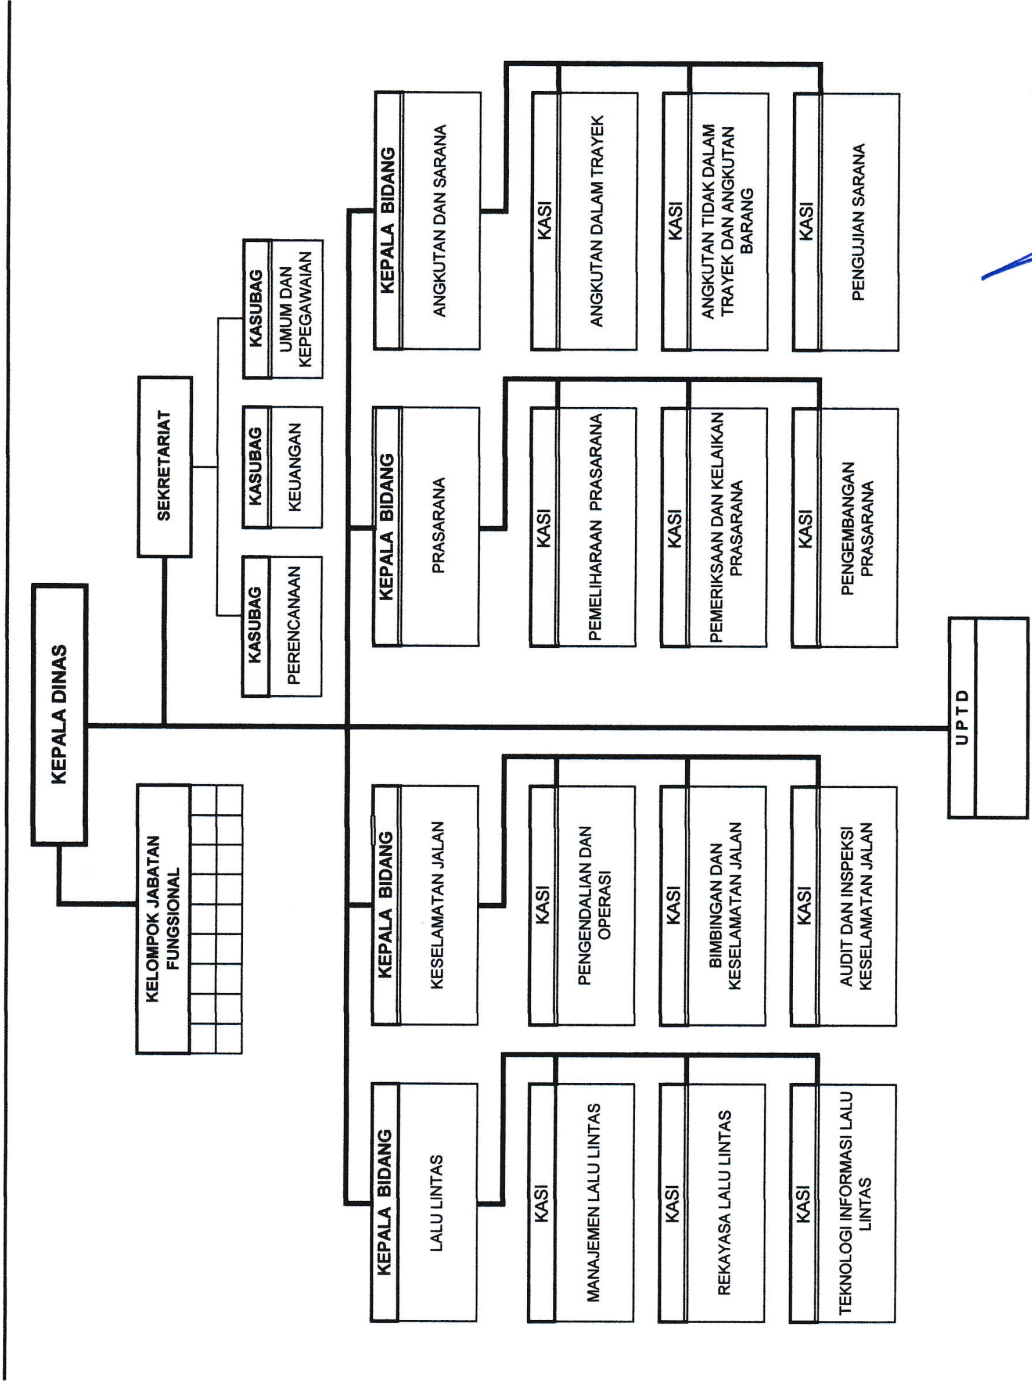 KEPALA DINAS
KELOMPOK JABATAN
FUNGSIONAL
SEKRETARIAT
KASUBAG
PERENCANAAN
KASUBAG
KEUANGAN
KASUBAG
UMUM DAN
KEPEGAWAIAN
KEPALA BIDANG
LALU LINTAS
KASI
MANAJEMEN LALU LINTAS
KASI
REKAYASA LALU LINTAS
KASI
TEKNOLOGI INFORMASI LALU
LINTAS
KEPALA BIDANG
KESELAMATAN JALAN
KASI
PENGENDALIAN DAN
OPERASI
KASI
BIMBINGAN DAN
KESELAMATAN JALAN
KASI
AUDIT DAN INSPEKSI
KESELAMATAN JALAN
KEPALA BIDANG
PRASARANA
KASI
PEMELIHARAAN PRASARANA
KASI
PEMERIKSAAN DAN KELAIKAN
PRASARANA
KASI
PENGEMBANGAN
PRASARANA
KEPALA BIDANG
ANGKUTAN DAN SARANA
KASI
ANGKUTAN DALAM TRAYEK
KASI
ANGKUTAN TIDAK DALAM
TRAYEK DAN ANGKUTAN
BARANG
KASI
PENGUJIAN SARANA
U P T D